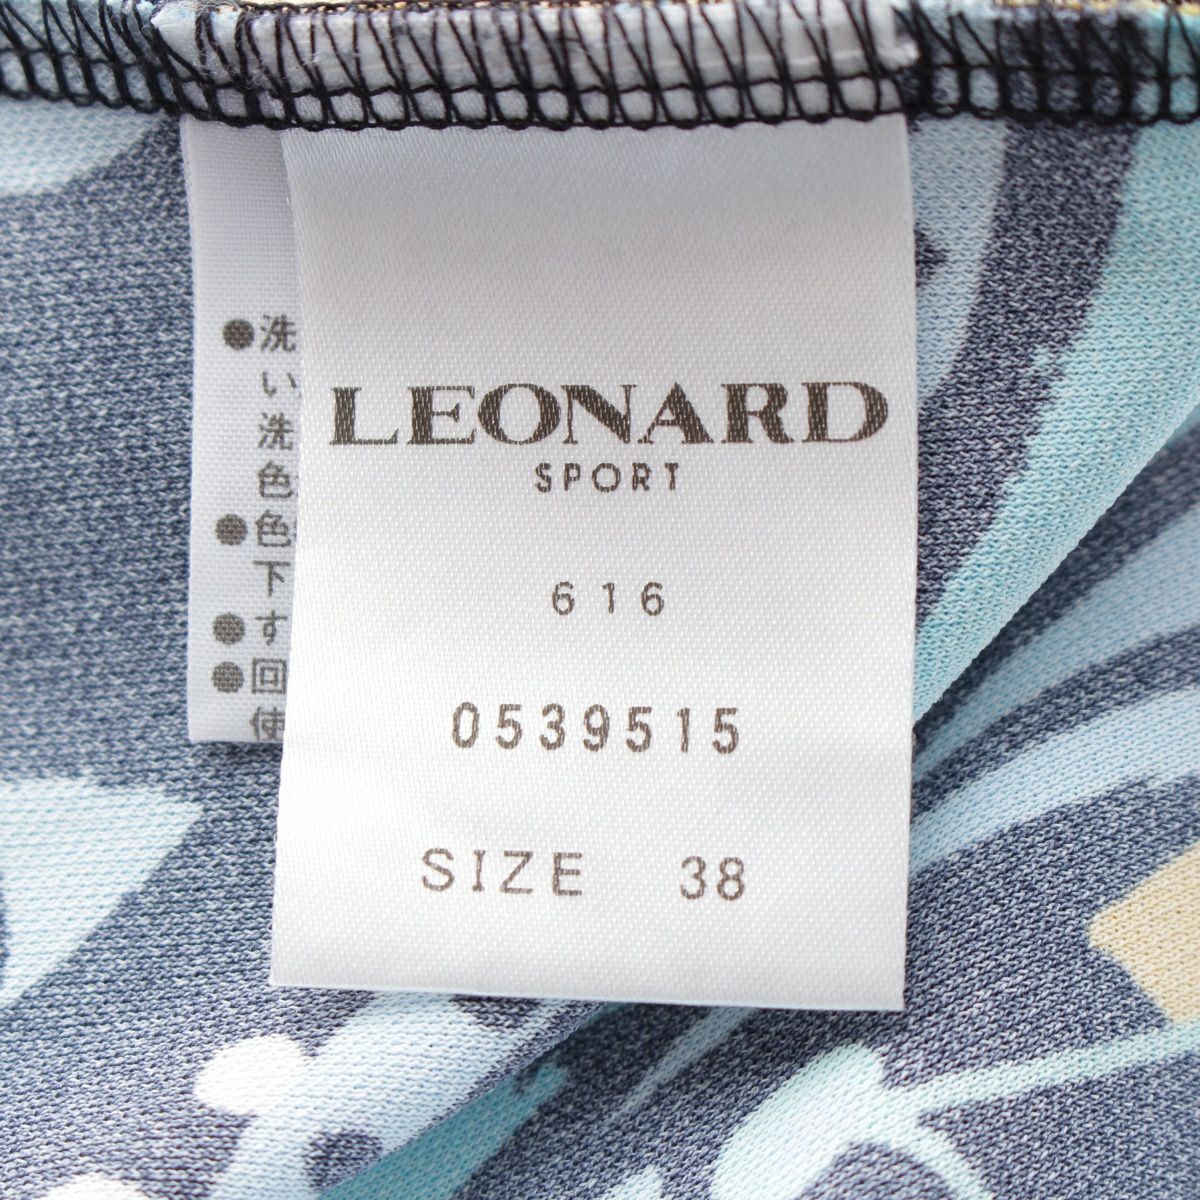 LEONARD
SPORT
616
0539515
SIZE 38
●洗
い
洗
色
●色
下
●す
●回
使